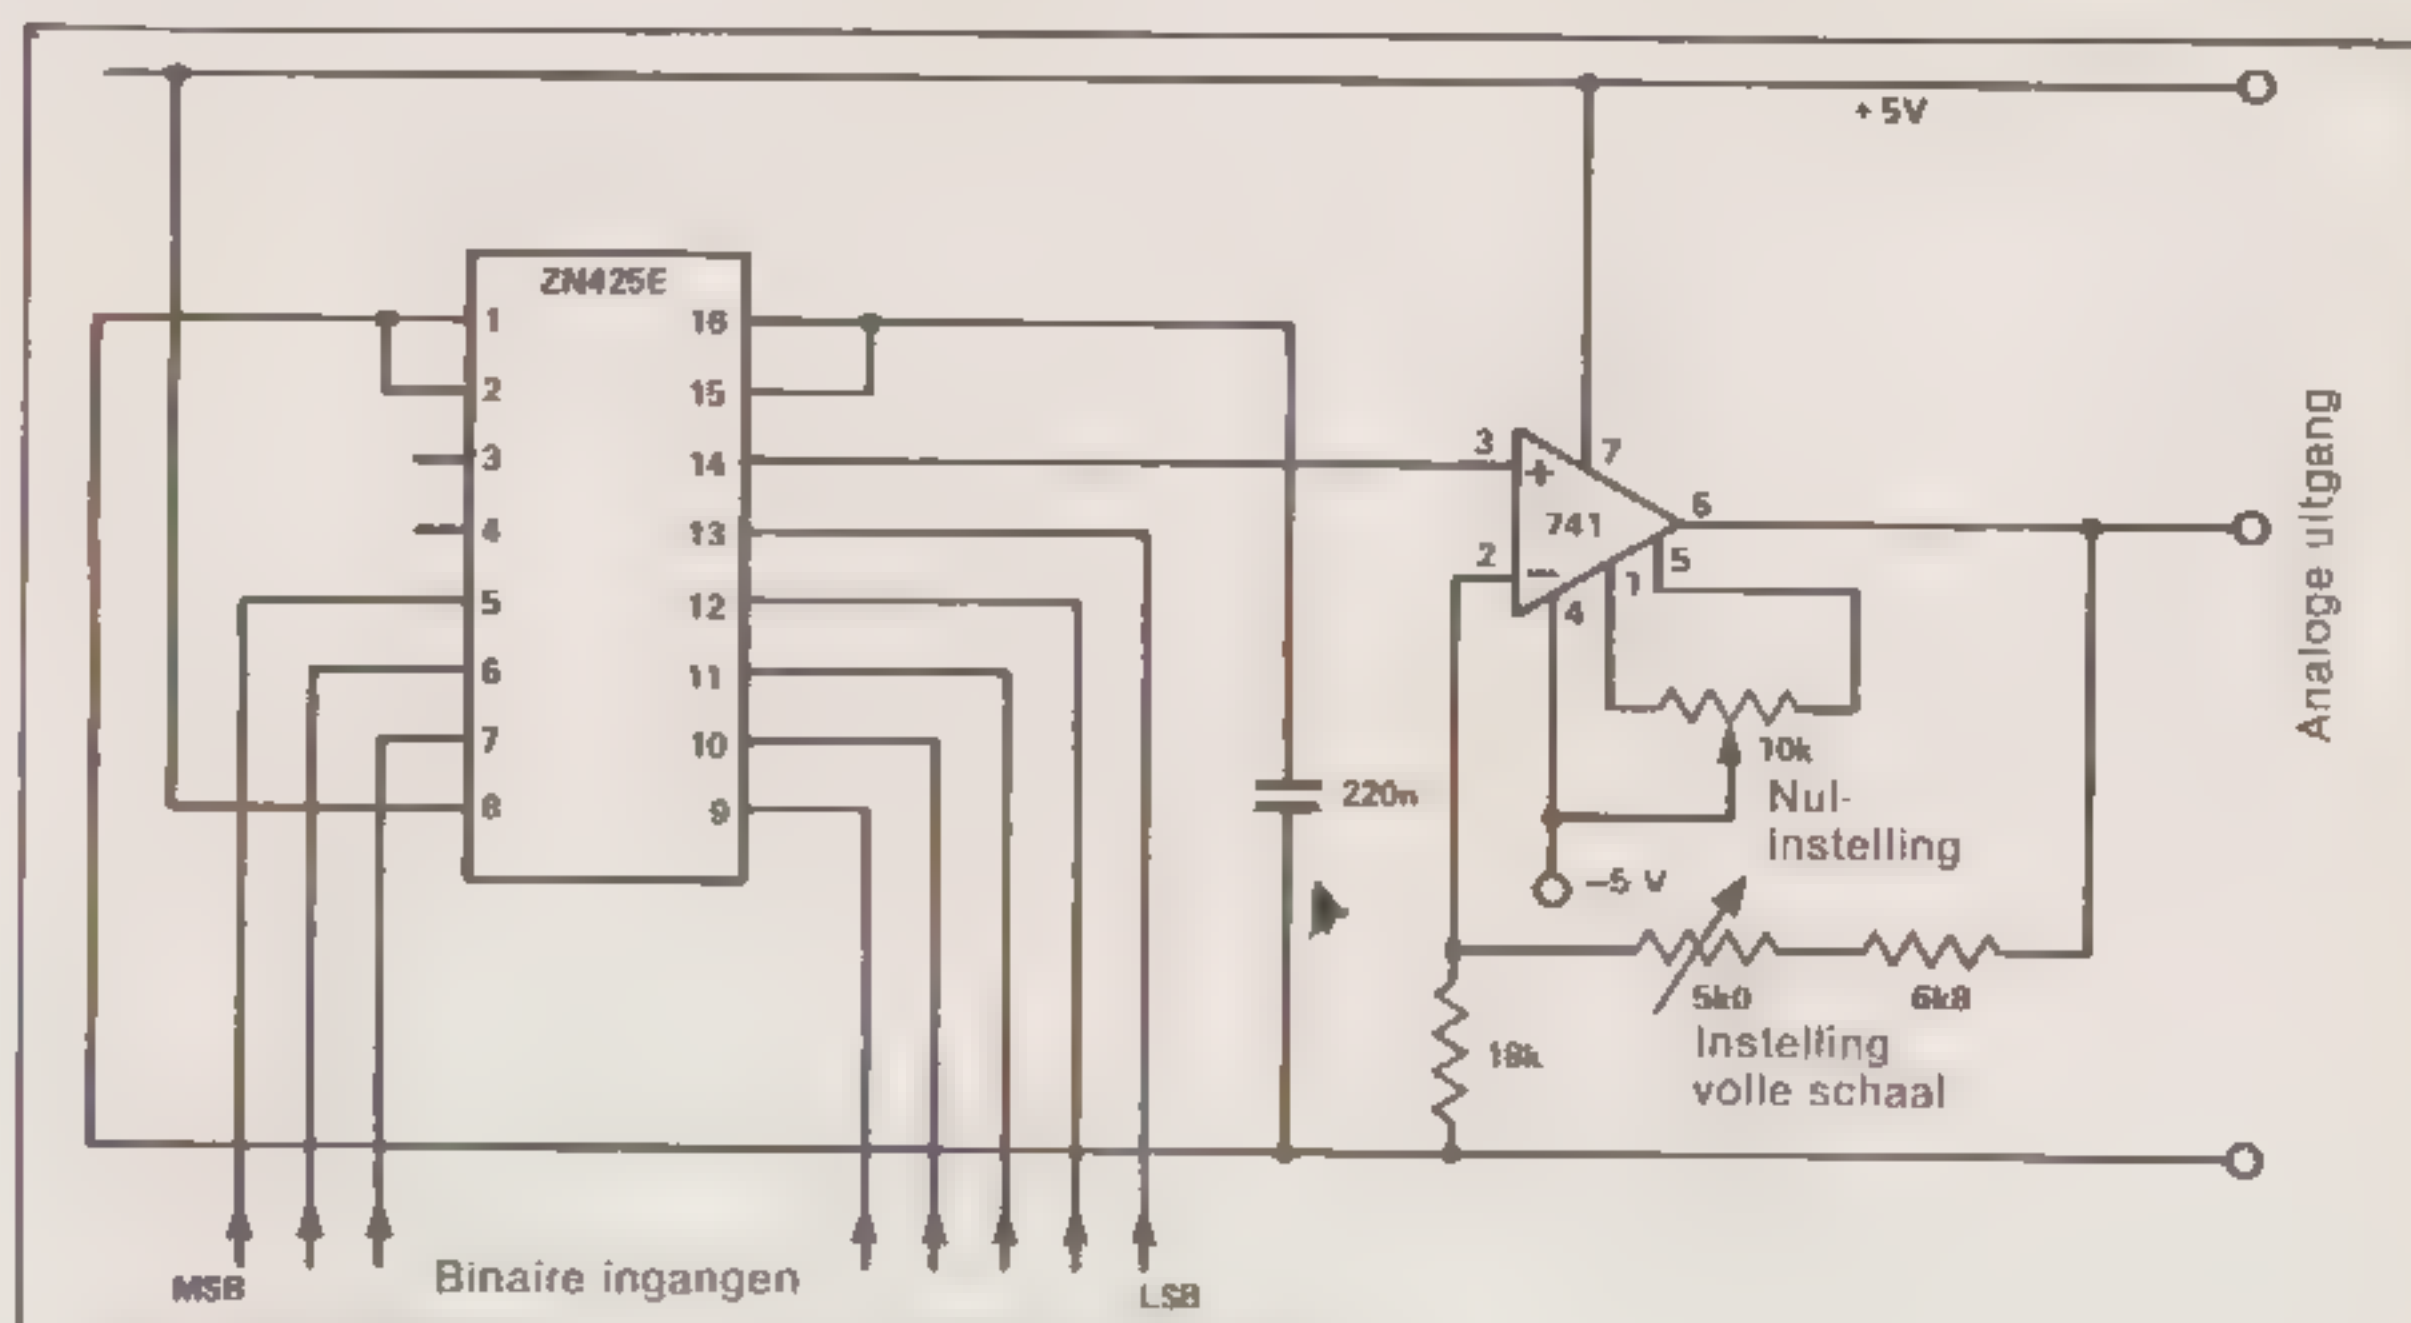 + 5V
ZN425E
1
16
2
15
3
14
4
13
5
12
6
11
7
10
8
9
3
7
+
741
6
2
–
5
1
4
10k
Nul-
instelling
220n
–5 V
5k0
6k8
Instelling
volle schaal
Analoge uitgang
MSB
Binaire ingangen
LSB